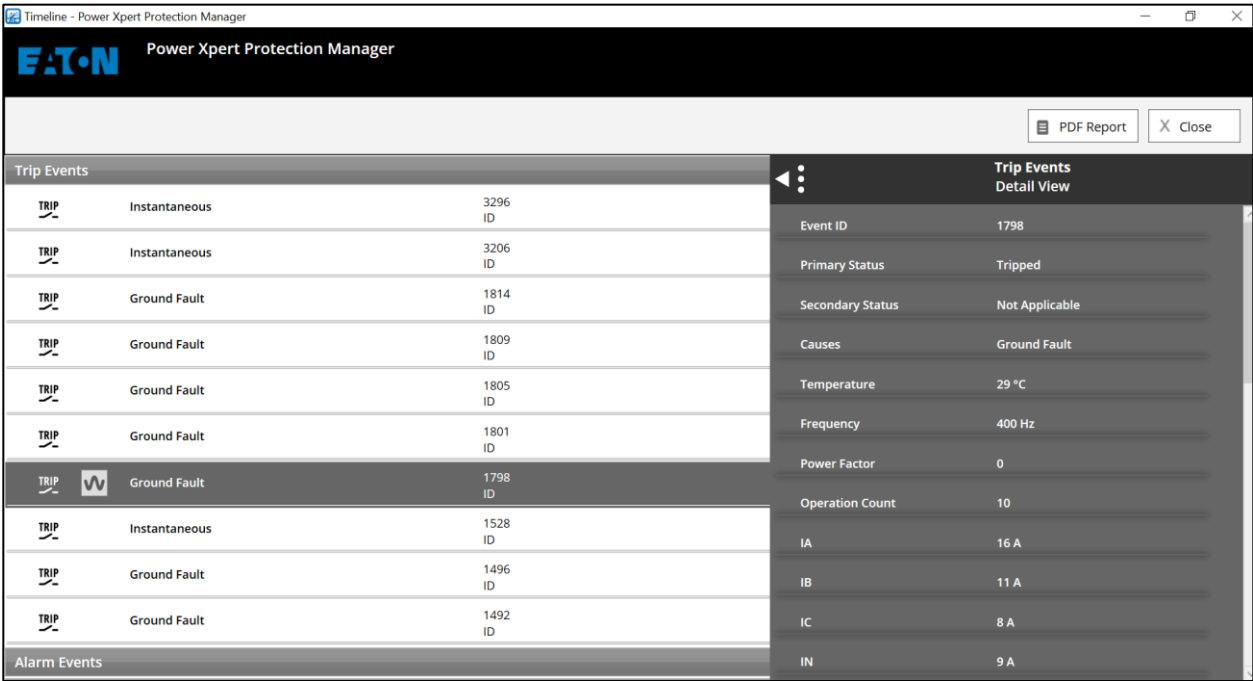 Timeline - Power Xpert Protection Manager
EATON
Power Xpert Protection Manager
PDF Report
X Close
Trip Events
TRIP
Instantaneous
3296
ID
TRIP
Instantaneous
3206
ID
TRIP
Ground Fault
1814
ID
TRIP
Ground Fault
1809
ID
TRIP
Ground Fault
1805
ID
TRIP
Ground Fault
1801
ID
TRIP
Ground Fault
1798
ID
TRIP
Instantaneous
1528
ID
TRIP
Ground Fault
1496
ID
TRIP
Ground Fault
1492
ID
Alarm Events
Trip Events
Detail View
Event ID 1798
Primary Status Tripped
Secondary Status Not Applicable
Causes Ground Fault
Temperature 29 °C
Frequency 400 Hz
Power Factor 0
Operation Count 10
IA 16 A
IB 11 A
IC 8 A
IN 9 A